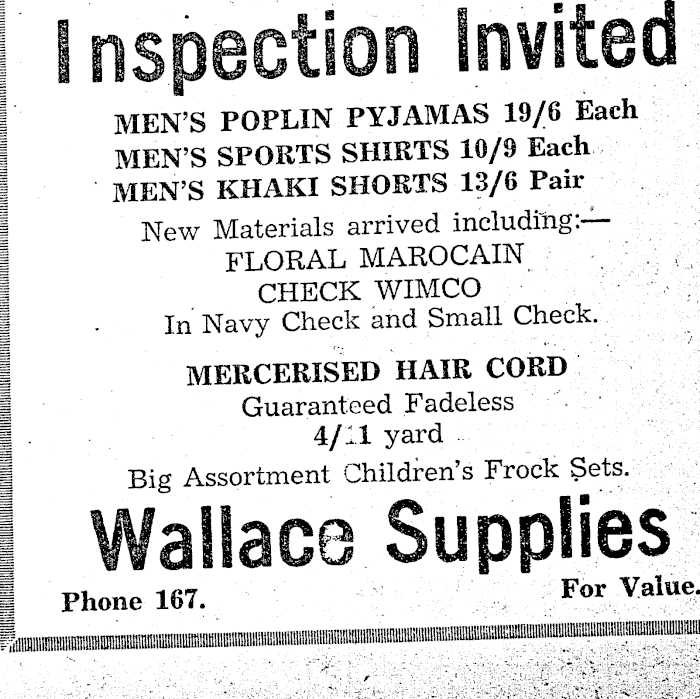 Inspection Invited
MEN'S POPLIN PYJAMAS 19/6 Each
MEN'S SPORTS SHIRTS 10/9 Each
MEN'S KHAKI SHORTS 13/6 Pair
New Materials arrived including:—
FLORAL MAROCAIN
CHECK WIMCO
In Navy Check and Small Check.
MERCERISED HAIR CORD
Guaranteed Fadeless
4/11 yard
Big Assortment Children's Frock Sets.
Wallace Supplies
Phone 167. For Value.